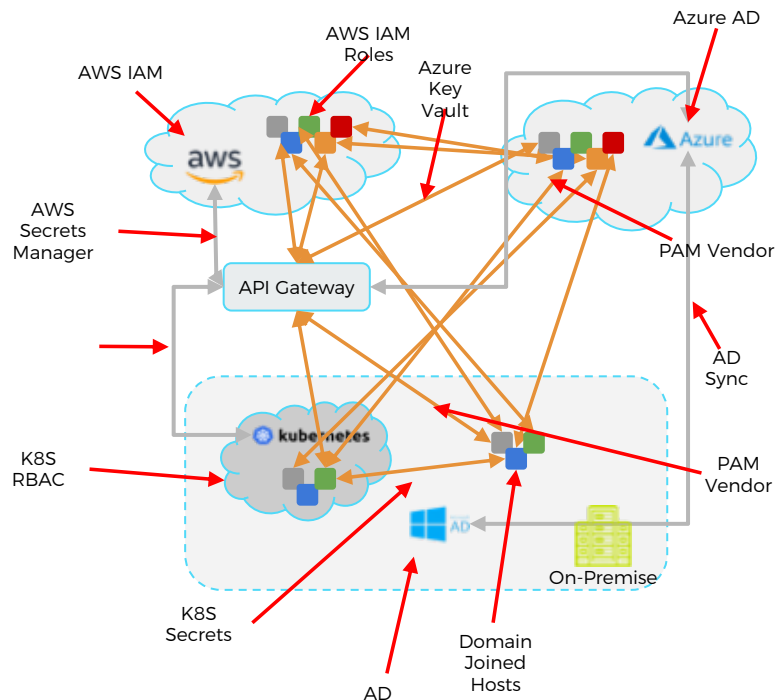 Azure AD
AWS IAM
Roles
AWS IAM
Azure
Key
Vault
aws
Azure
AWS
Secrets
Manager
PAM Vendor
API Gateway
AD
Sync
kubernetes
K8S
RBAC
PAM
Vendor
AD
On-Premise
K8S
Secrets
Domain
Joined
Hosts
AD